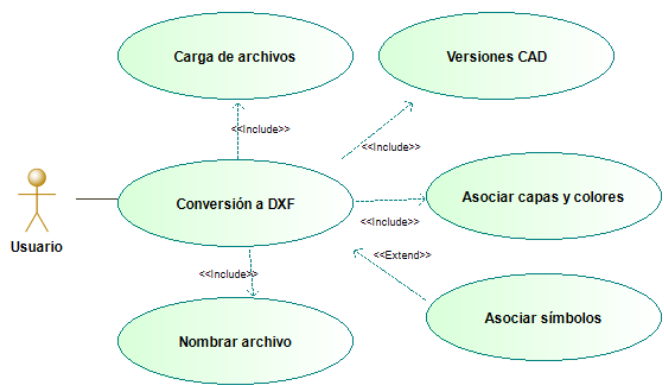 Carga de archivos
Versiones CAD
<<Include>>
<<Include>>
Usuario
Conversión a DXF
Asociar capas y colores
<<Include>>
<<Extend>>
<<Include>>
Nombrar archivo
Asociar símbolos